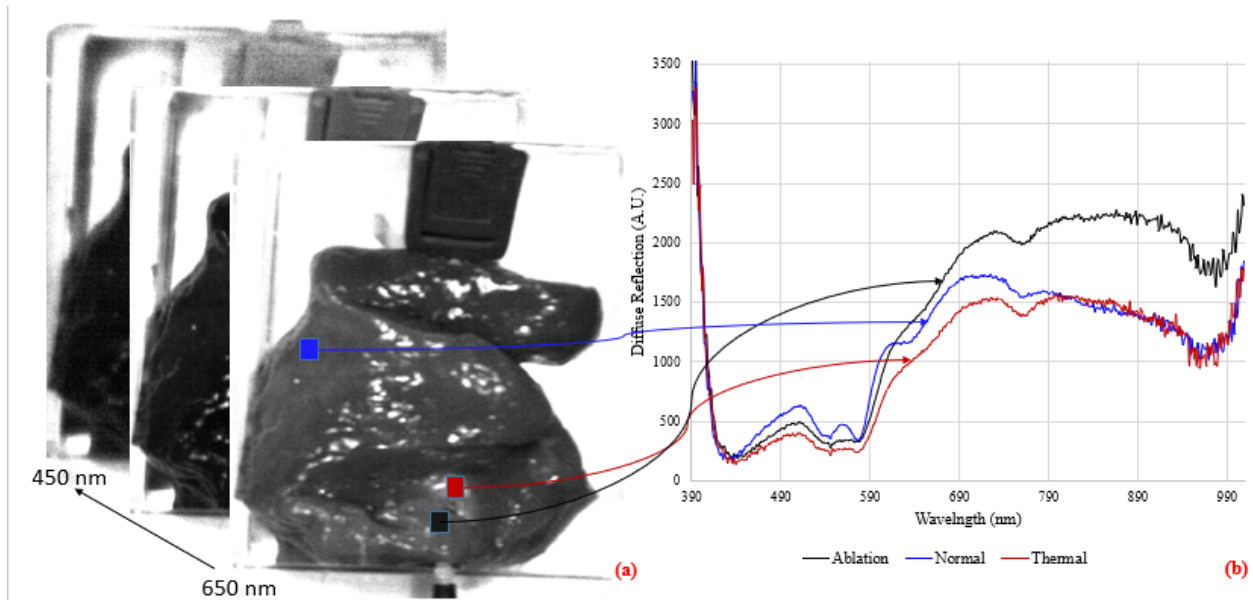 450 nm
650 nm
(a)
Diffuse Reflection (A.U.)
3500
3000
2500
2000
1500
1000
500
0
390 490 590 690 790 890 990
Wavelngth (nm)
Ablation Normal Thermal
(b)